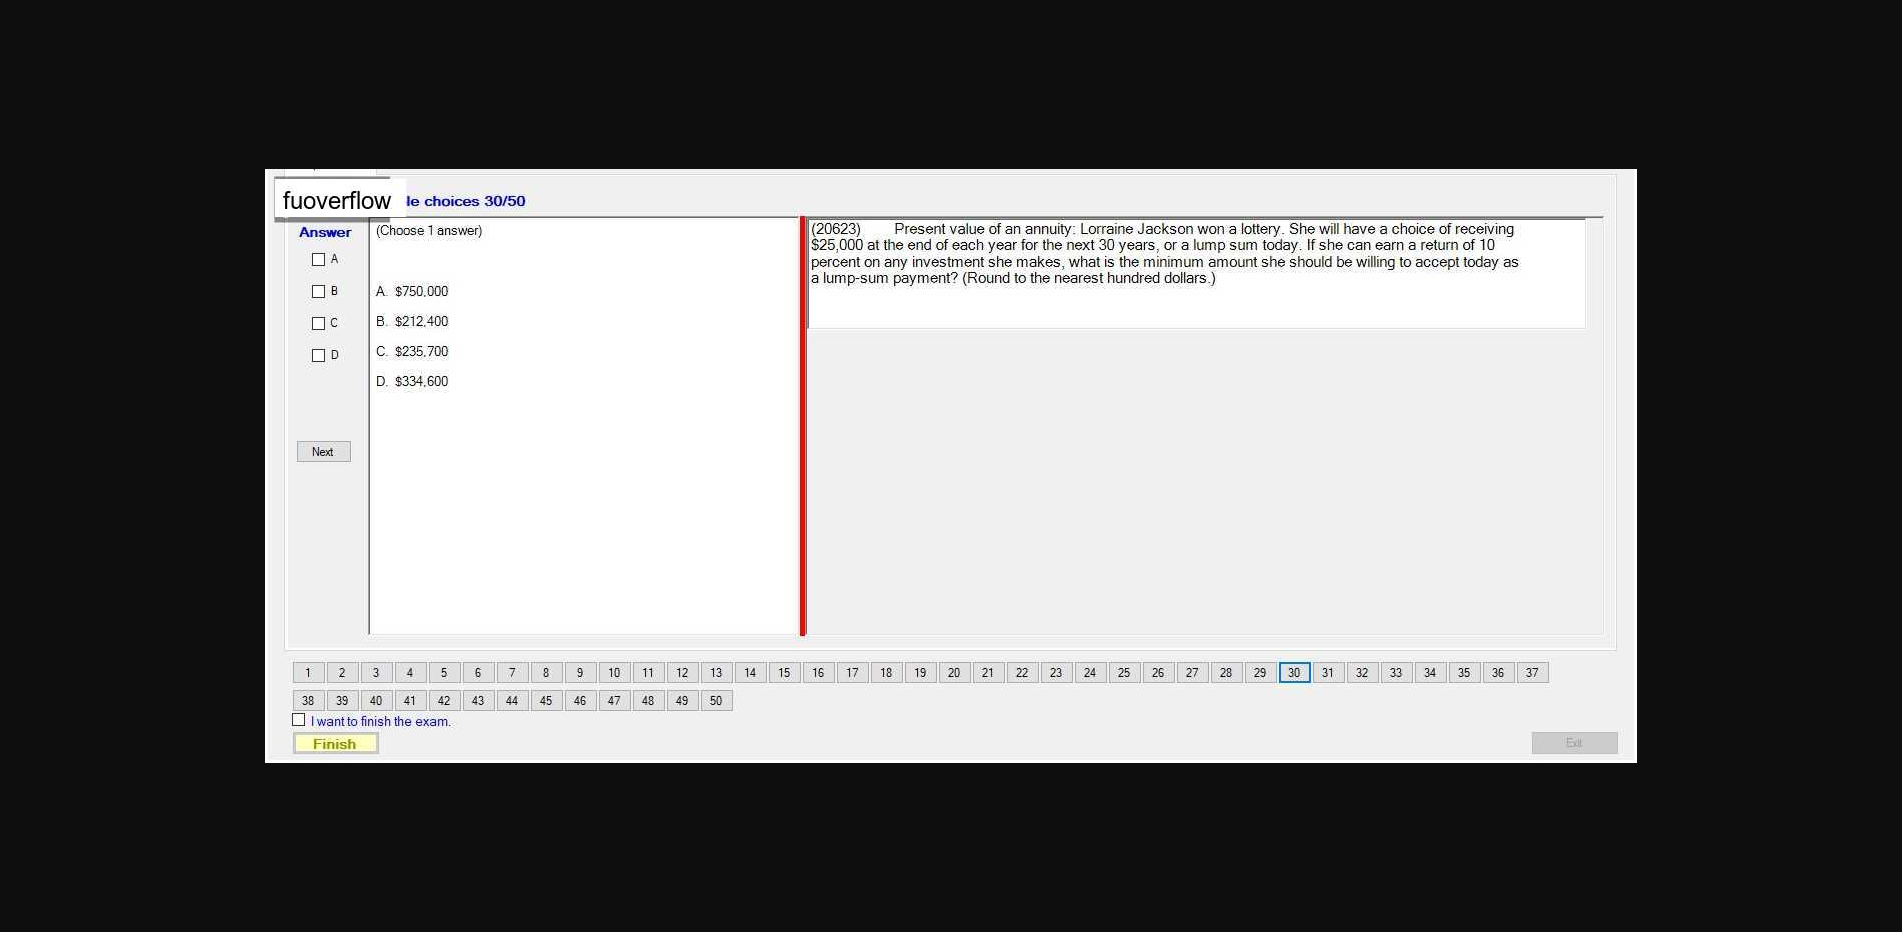 fuoverflow
le choices 30/50
Answer
(Choose 1 answer)
A
B
C
D
A. $750,000
B. $212,400
C. $235,700
D. $334,600
Next
(20623) Present value of an annuity: Lorraine Jackson won a lottery. She will have a choice of receiving
$25,000 at the end of each year for the next 30 years, or a lump sum today. If she can earn a return of 10
percent on any investment she makes, what is the minimum amount she should be willing to accept today as
a lump-sum payment? (Round to the nearest hundred dollars.)
1 2 3 4 5 6 7 8 9 10 11 12 13 14 15 16 17 18 19 20 21 22 23 24 25 26 27 28 29 30 31 32 33 34 35 36 37
38 39 40 41 42 43 44 45 46 47 48 49 50
I want to finish the exam.
Finish
Exit